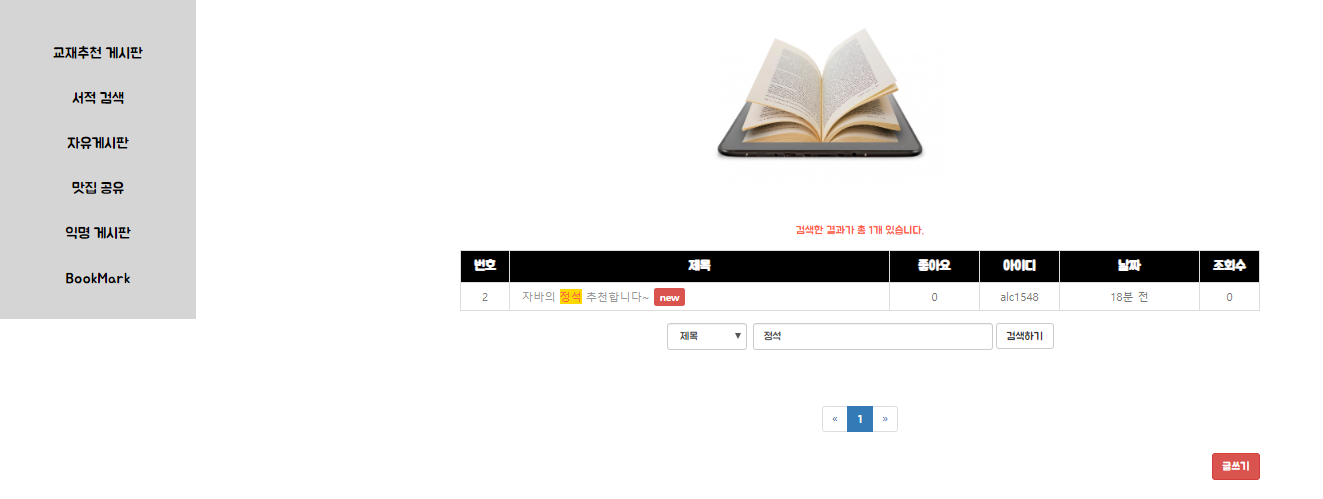 교재추천 게시판
서적 검색
자유게시판
맛집 공유
익명 게시판
BookMark
검색한 결과가 총 1개 있습니다.
번호 제목 좋아요 아이디 날짜 조회수
2 자바의 정석 추천합니다~ new 0 alc1548 18분 전 0
제목 ▼ 정석 검색하기
« 1 »
글쓰기